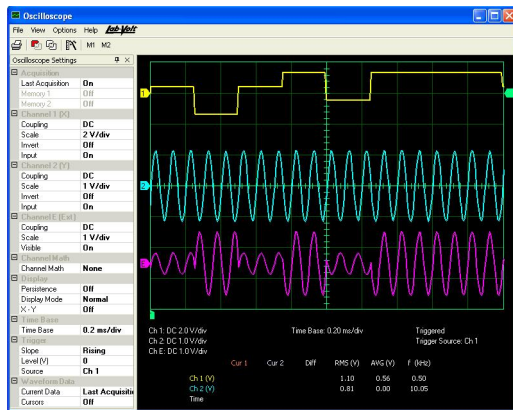 Oscilloscope
File View Options Help Lab-Volt
M1 M2
Oscilloscope Settings
Acquisition
Last Acquisition On
Memory 1 Off
Memory 2 Off
Channel 1 (X)
Coupling DC
Scale 2 V/div
Invert Off
Input On
Channel 2 (Y)
Coupling DC
Scale 1 V/div
Invert Off
Input On
Channel E (Ext)
Coupling DC
Scale 1 V/div
Visible On
Channel Math
Channel Math None
Display
Persistence Off
Display Mode Normal
X - Y Off
Time Base
Time Base 0.2 ms/div
Trigger
Slope Rising
Level (V) 0
Source Ch 1
Waveform Data
Current Data Last Acquisitio
Cursors Off
1
2
Ch 1: DC 2.0 V/div Time Base: 0.20 ms/div Triggered
Ch 2: DC 1.0 V/div Trigger Source: Ch 1
Ch E: DC 1.0 V/div
Cur 1 Cur 2 Diff RMS (V) AVG (V) f (kHz)
Ch 1 (V) 1.10 0.56 0.50
Ch 2 (V) 0.81 0.00 10.05
Time